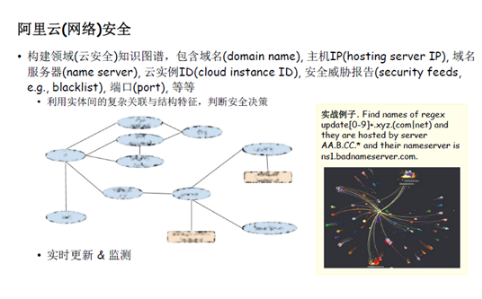 阿里云(网络)安全
• 构建领域(云安全)知识图谱，包含域名(domain name), 主机IP(hosting server IP), 域名
服务器(name server), 云实例ID(cloud instance ID), 安全威胁报告(security feeds,
e.g., blacklist), 端口(port), 等等
• 利用实体间的复杂关联与结构特征，判断安全决策
实战例子. Find names of regex
update[0-9]*.xyz.(com|net) and
they are hosted by server
AA.B.CC.* and their nameserver is
ns1.badnameserver.com.
• 实时更新 & 监测